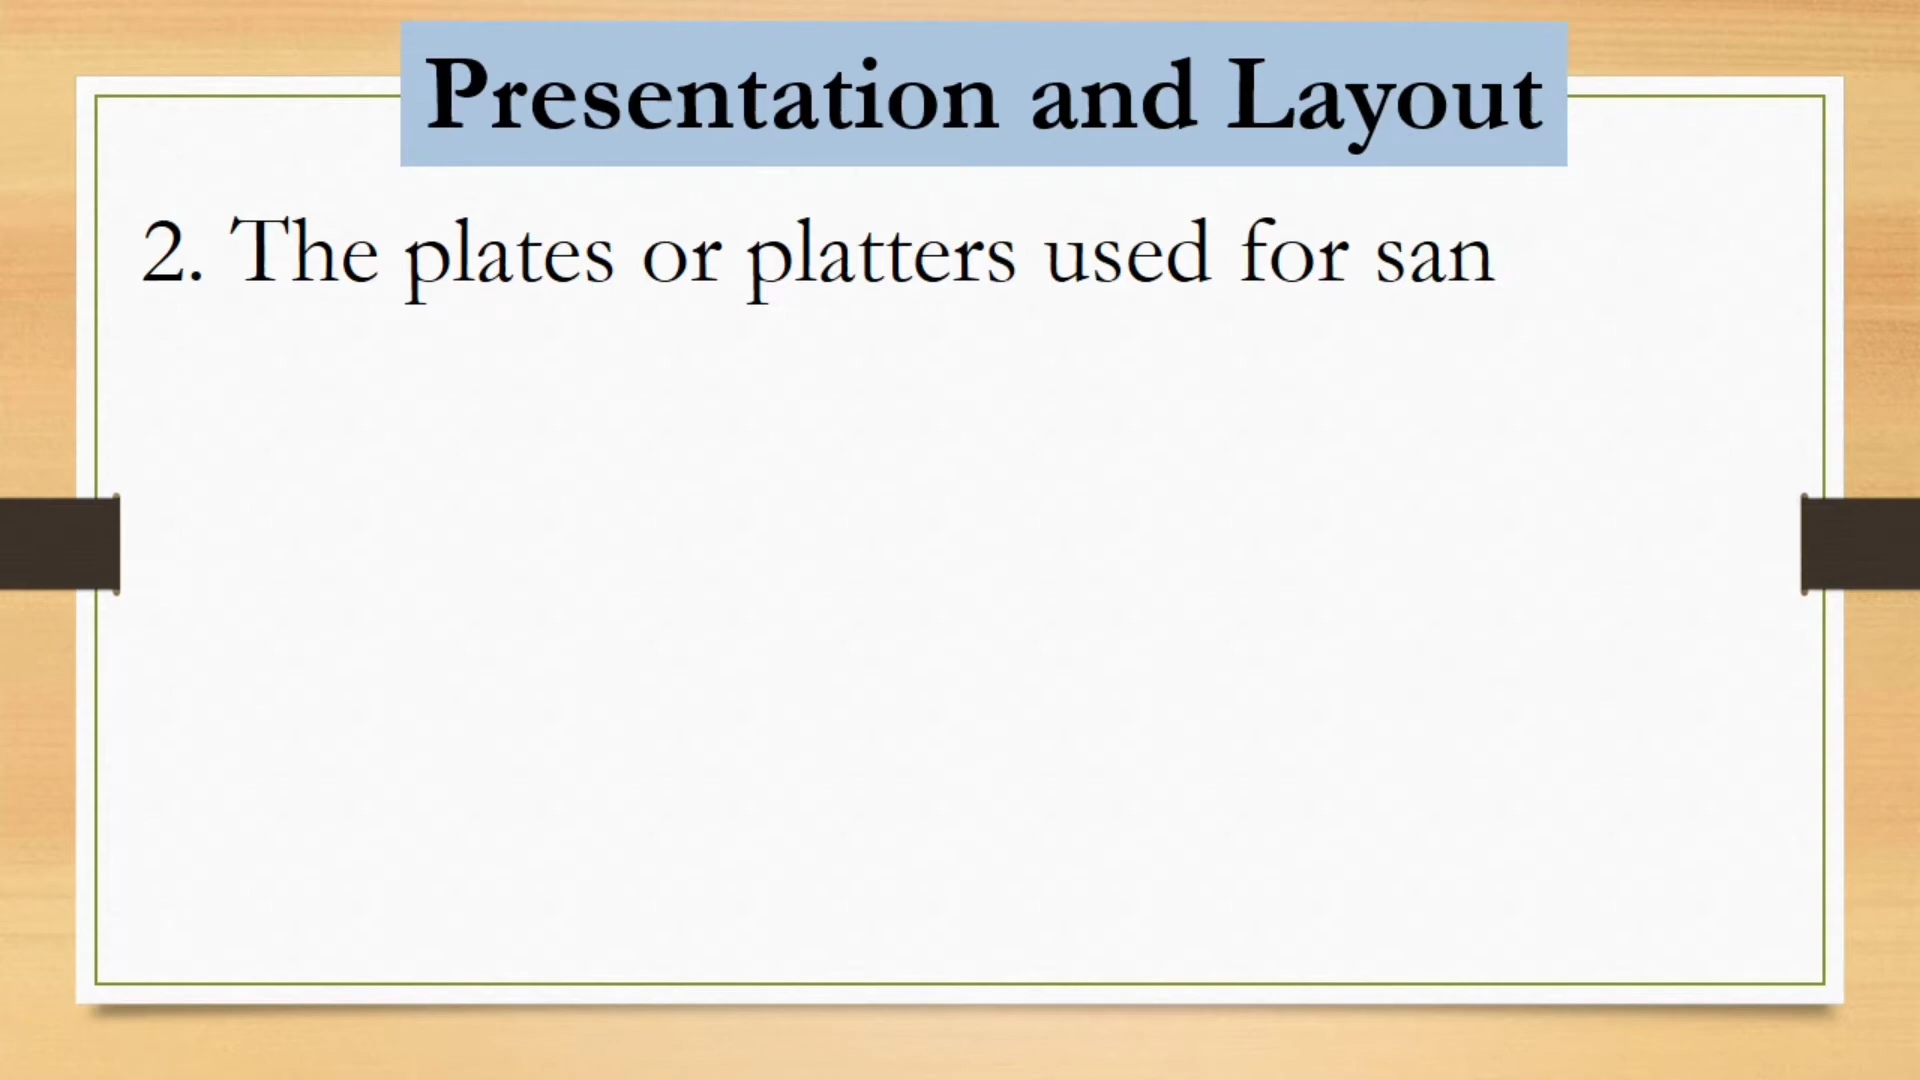 Presentation and Layout
2. The plates or platters used for san